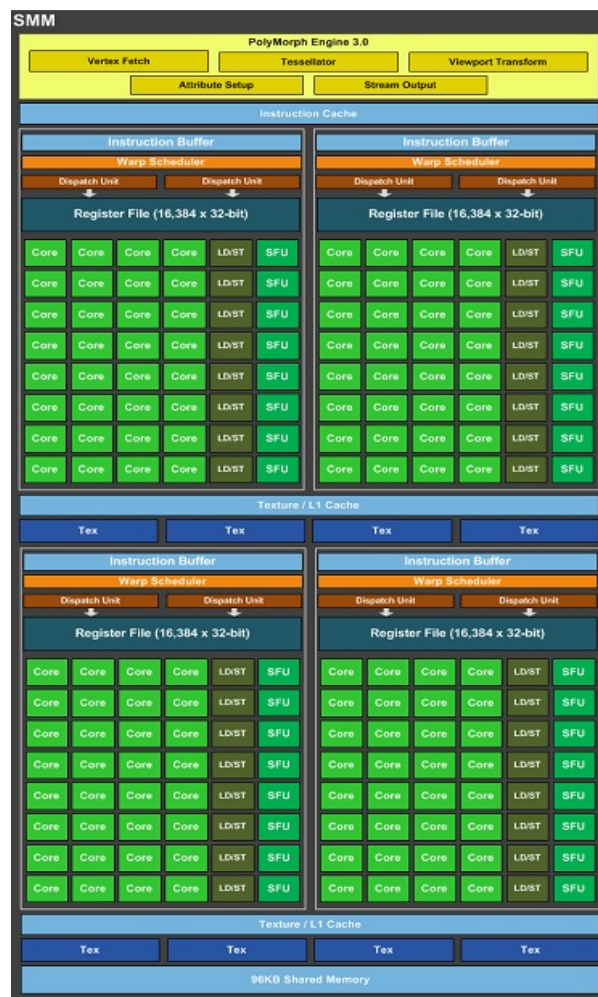 SMM
PolyMorph Engine 3.0
Vertex Fetch Tessellator Viewport Transform
Attribute Setup Stream Output
Instruction Cache
Instruction Buffer Instruction Buffer
Warp Scheduler Warp Scheduler
Dispatch Unit Dispatch Unit Dispatch Unit Dispatch Unit
Register File (16,384 x 32-bit) Register File (16,384 x 32-bit)
Core Core Core Core LD/ST SFU Core Core Core Core LD/ST SFU
Core Core Core Core LD/ST SFU Core Core Core Core LD/ST SFU
Core Core Core Core LD/ST SFU Core Core Core Core LD/ST SFU
Core Core Core Core LD/ST SFU Core Core Core Core LD/ST SFU
Core Core Core Core LD/ST SFU Core Core Core Core LD/ST SFU
Core Core Core Core LD/ST SFU Core Core Core Core LD/ST SFU
Core Core Core Core LD/ST SFU Core Core Core Core LD/ST SFU
Core Core Core Core LD/ST SFU Core Core Core Core LD/ST SFU
Texture / L1 Cache
Tex Tex Tex Tex
Instruction Buffer Instruction Buffer
Warp Scheduler Warp Scheduler
Dispatch Unit Dispatch Unit Dispatch Unit Dispatch Unit
Register File (16,384 x 32-bit) Register File (16,384 x 32-bit)
Core Core Core Core LD/ST SFU Core Core Core Core LD/ST SFU
Core Core Core Core LD/ST SFU Core Core Core Core LD/ST SFU
Core Core Core Core LD/ST SFU Core Core Core Core LD/ST SFU
Core Core Core Core LD/ST SFU Core Core Core Core LD/ST SFU
Core Core Core Core LD/ST SFU Core Core Core Core LD/ST SFU
Core Core Core Core LD/ST SFU Core Core Core Core LD/ST SFU
Core Core Core Core LD/ST SFU Core Core Core Core LD/ST SFU
Core Core Core Core LD/ST SFU Core Core Core Core LD/ST SFU
Texture / L1 Cache
Tex Tex Tex Tex
96KB Shared Memory